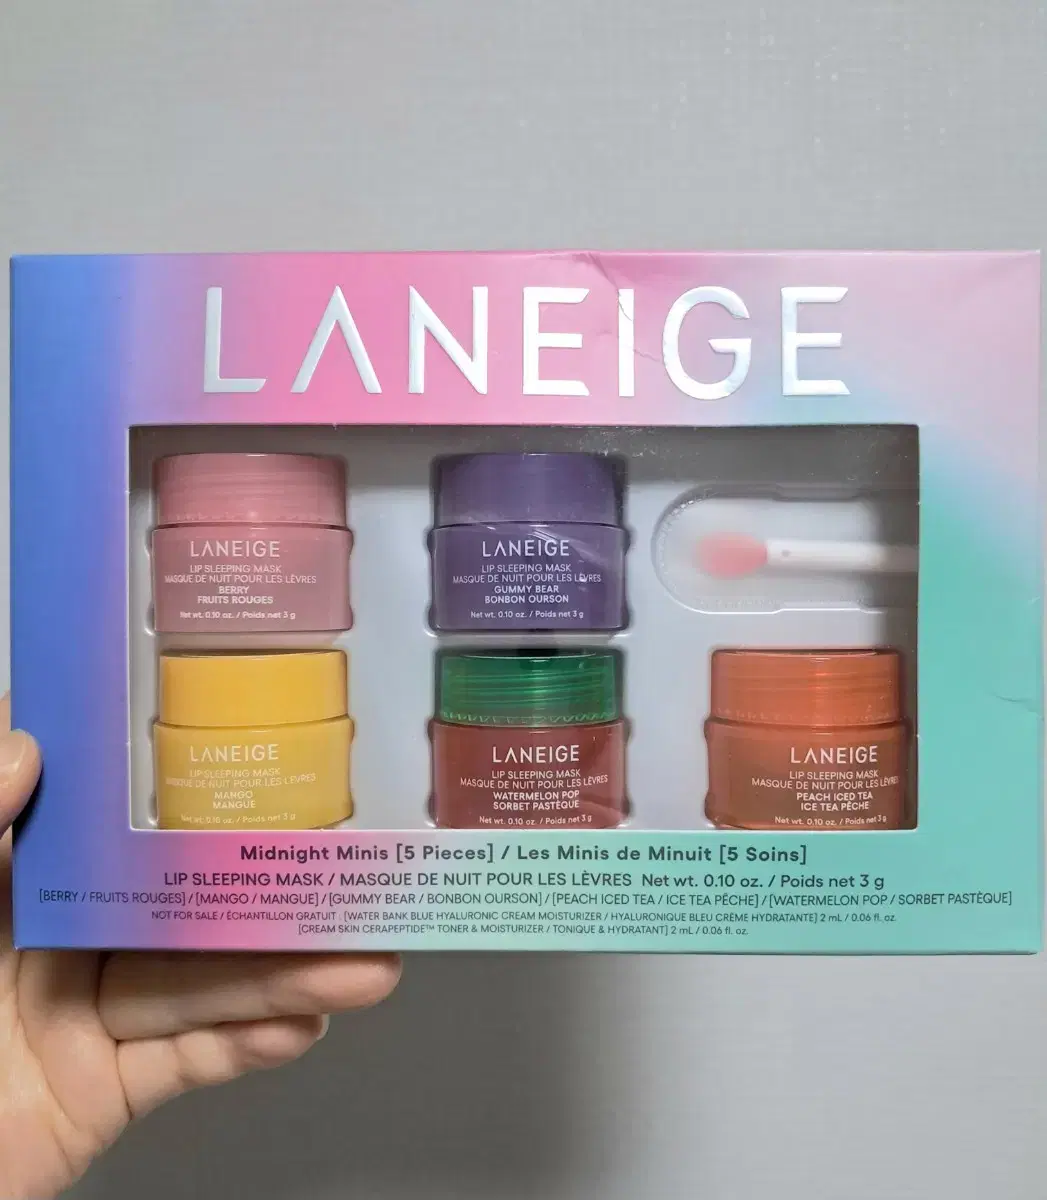 LANEIGE
LANEIGE
LIP SLEEPING MASK
MASQUE DE NUIT POUR LES LÈVRES
BERRY
FRUITS ROUGES
Net wt. 0.10 oz. / Poids net 3 g
LANEIGE
LIP SLEEPING MASK
MASQUE DE NUIT POUR LES LÈVRES
GUMMY BEAR
BONBON OURSON
Net wt. 0.10 oz. / Poids net 3 g
LANEIGE
LIP SLEEPING MASK
MASQUE DE NUIT POUR LES LÈVRES
MANGO
MANGUE
Net wt. 0.10 oz. / Poids net 3 g
LANEIGE
LIP SLEEPING MASK
MASQUE DE NUIT POUR LES LÈVRES
WATERMELON POP
SORBET PASTÈQUE
Net wt. 0.10 oz. / Poids net 3 g
LANEIGE
LIP SLEEPING MASK
MASQUE DE NUIT POUR LES LÈVRES
PEACH ICED TEA
ICE TEA PÊCHE
Net wt. 0.10 oz. / Poids net 3 g
Midnight Minis [5 Pieces] / Les Minis de Minuit [5 Soins]
LIP SLEEPING MASK / MASQUE DE NUIT POUR LES LÈVRES Net wt. 0.10 oz. / Poids net 3 g
[BERRY / FRUITS ROUGES] / [MANGO / MANGUE] / [GUMMY BEAR / BONBON OURSON] / [PEACH ICED TEA / ICE TEA PÊCHE] / [WATERMELON POP / SORBET PASTÈQUE]
NOT FOR SALE / ÉCHANTILLON GRATUIT : [WATER BANK BLUE HYALURONIC CREAM MOISTURIZER / HYALURONIQUE BLEU CRÈME HYDRATANTE] 2 mL / 0.06 fl. oz.
[CREAM SKIN CERAPEPTIDE™ TONER & MOISTURIZER / TONIQUE & HYDRATANT] 2 mL / 0.06 fl. oz.